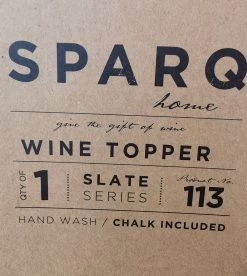 SPARQ
home
give the gift of wine
WINE TOPPER
QTY OF 1 SLATE SERIES Product No. 113
HAND WASH / CHALK INCLUDED